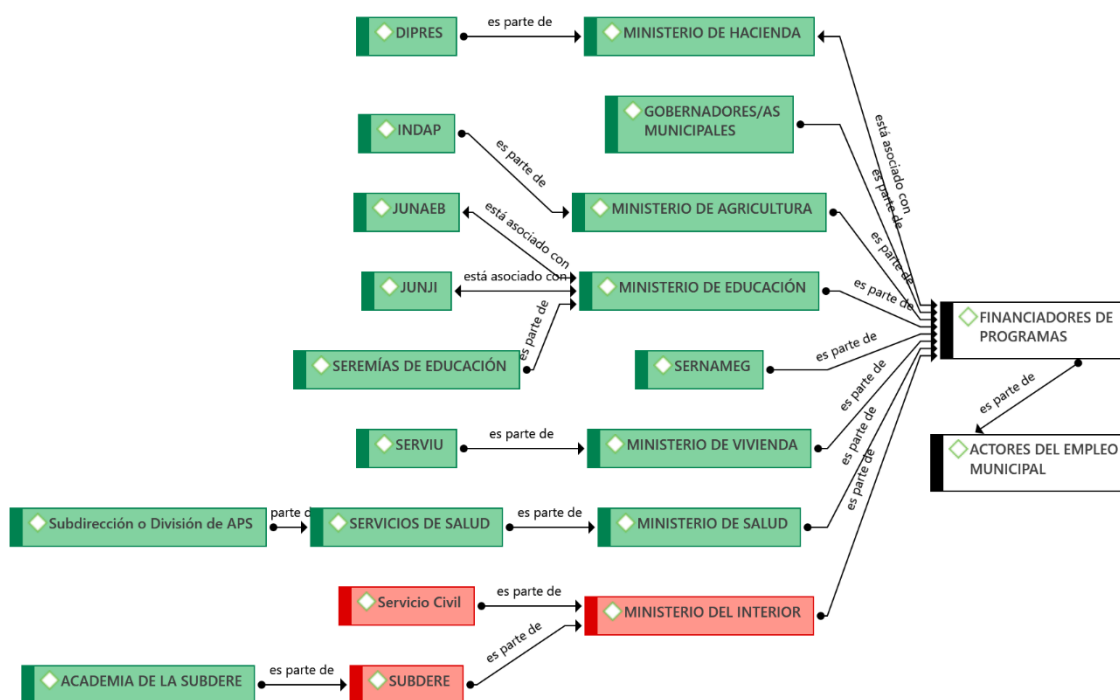 DIPRES
es parte de
MINISTERIO DE HACIENDA
GOBERNADORES/AS
MUNICIPALES
está asociado con
es parte de
INDAP
es parte de
MINISTERIO DE AGRICULTURA
es parte de
JUNAEB
está asociado con
JUNJI
está asociado con
MINISTERIO DE EDUCACIÓN
es parte de
SEREMÍAS DE EDUCACIÓN
es parte de
SERNAMEG
es parte de
FINANCIADORES DE
PROGRAMAS
es parte de
ACTORES DEL EMPLEO
MUNICIPAL
SERVIU
es parte de
MINISTERIO DE VIVIENDA
es parte de
Subdirección o División de APS
parte d
SERVICIOS DE SALUD
es parte de
MINISTERIO DE SALUD
es parte de
Servicio Civil
es parte de
MINISTERIO DEL INTERIOR
es parte de
ACADEMIA DE LA SUBDERE
es parte de
SUBDERE
es parte de